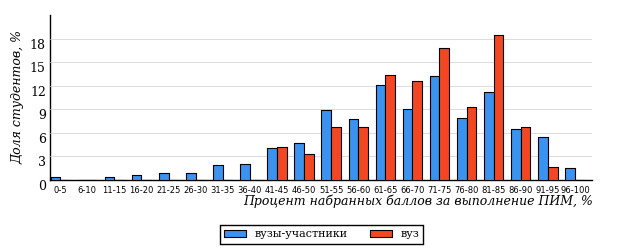 Доля студентов, %
18
15
12
9
6
3
0
0-5 6-10 11-15 16-20 21-25 26-30 31-35 36-40 41-45 46-50 51-55 56-60 61-65 66-70 71-75 76-80 81-85 86-90 91-95 96-100
Процент набранных баллов за выполнение ПИМ, %
вузы-участники вуз